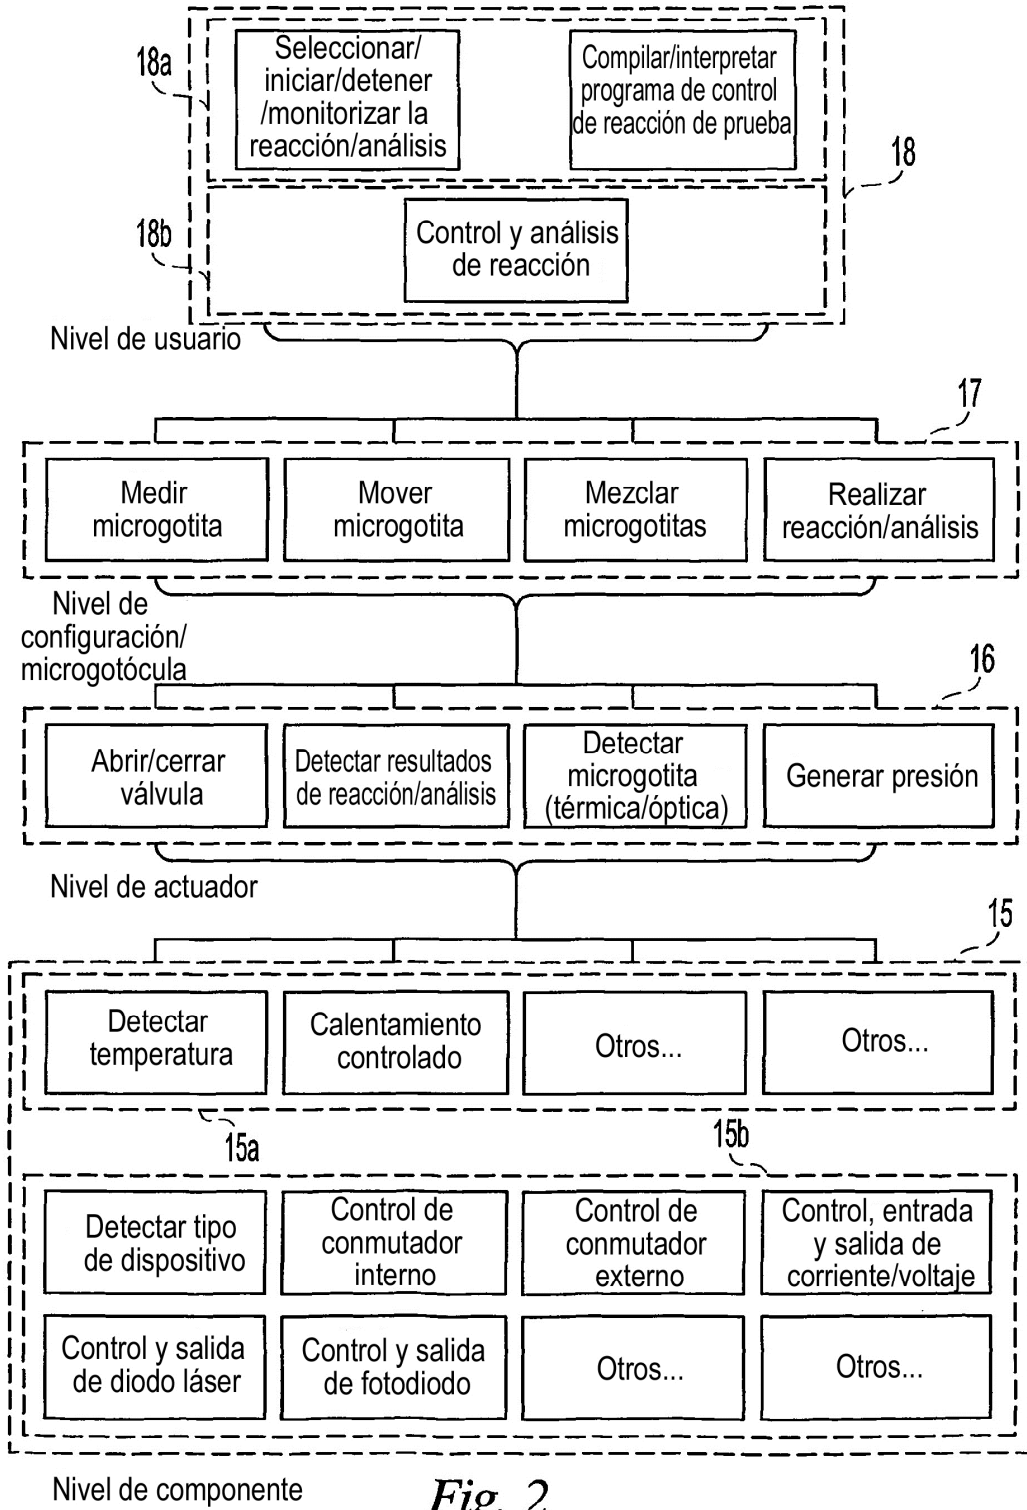 18a
Seleccionar/
iniciar/detener
/monitorizar la
reacción/análisis
Compilar/interpretar
programa de control
de reacción de prueba
18
18b
Control y análisis
de reacción
Nivel de usuario
17
Medir
microgotita
Mover
microgotita
Mezclar
microgotitas
Realizar
reacción/análisis
Nivel de
configuración/
microgotócula
16
Abrir/cerrar
válvula
Detectar resultados
de reacción/análisis
Detectar
microgotita
(térmica/óptica)
Generar presión
Nivel de actuador
15
Detectar
temperatura
Calentamiento
controlado
Otros...
Otros...
15a
15b
Detectar tipo
de dispositivo
Control de
conmutador
interno
Control de
conmutador
externo
Control, entrada
y salida de
corriente/voltaje
Control y salida
de diodo láser
Control y salida
de fotodiodo
Otros...
Otros...
Nivel de componente
Fig. 2